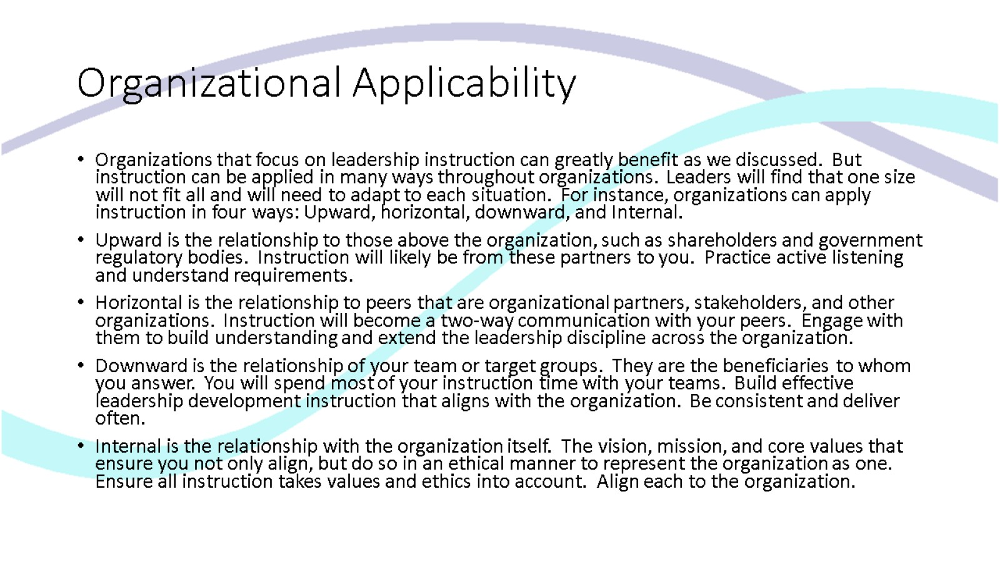 Organizational Applicability
• Organizations that focus on leadership instruction can greatly benefit as we discussed.  But
instruction can be applied in many ways throughout organizations.  Leaders will find that one size
will not fit all and will need to adapt to each situation.  For instance, organizations can apply
instruction in four ways: Upward, horizontal, downward, and Internal.
• Upward is the relationship to those above the organization, such as shareholders and government
regulatory bodies.  Instruction will likely be from these partners to you.  Practice active listening
and understand requirements.
• Horizontal is the relationship to peers that are organizational partners, stakeholders, and other
organizations.  Instruction will become a two-way communication with your peers.  Engage with
them to build understanding and extend the leadership discipline across the organization.
• Downward is the relationship of your team or target groups.  They are the beneficiaries to whom
you answer.  You will spend most of your instruction time with your teams.  Build effective
leadership development instruction that aligns with the organization.  Be consistent and deliver
often.
• Internal is the relationship with the organization itself.  The vision, mission, and core values that
ensure you not only align, but do so in an ethical manner to represent the organization as one.
Ensure all instruction takes values and ethics into account.  Align each to the organization.